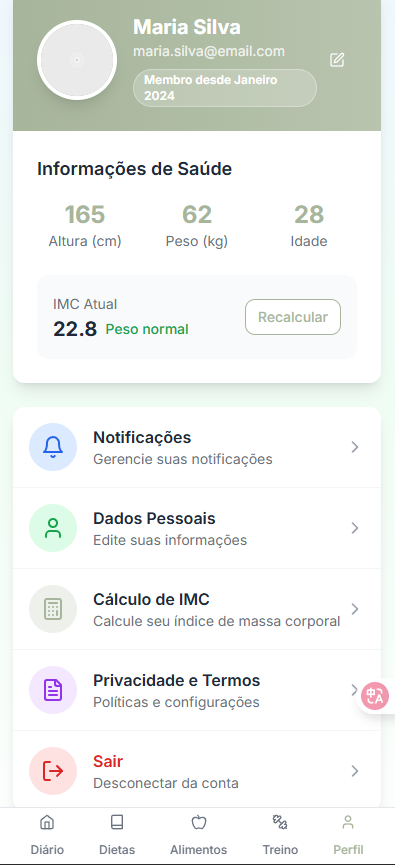 Maria Silva
maria.silva@email.com
Membro desde Janeiro
2024
Informações de Saúde
165
62
28
Altura (cm)
Peso (kg)
Idade
IMC Atual
22.8 Peso normal
Recalcular
Notificações
Gerencie suas notificações
Dados Pessoais
Edite suas informações
Cálculo de IMC
Calcule seu índice de massa corporal
Privacidade e Termos
Políticas e configurações
Sair
Desconectar da conta
Diário
Dietas
Alimentos
Treino
Perfil